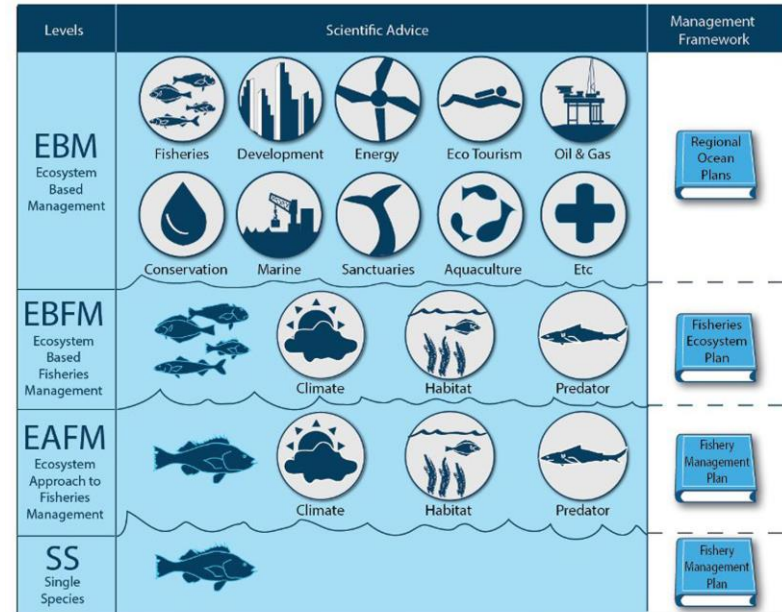 Levels
Scientific Advice
Management
Framework
EBM
Ecosystem
Based
Management
Fisheries
Development
Energy
Eco Tourism
Oil & Gas
Conservation
Marine
Sanctuaries
Aquaculture
Etc
Regional
Ocean
Plans
EBFM
Ecosystem
Based
Fisheries
Management
Climate
Habitat
Predator
Fisheries
Ecosystem
Plan
EAFM
Ecosystem
Approach to
Fisheries
Management
Climate
Habitat
Predator
Fishery
Management
Plan
SS
Single
Species
Fishery
Management
Plan